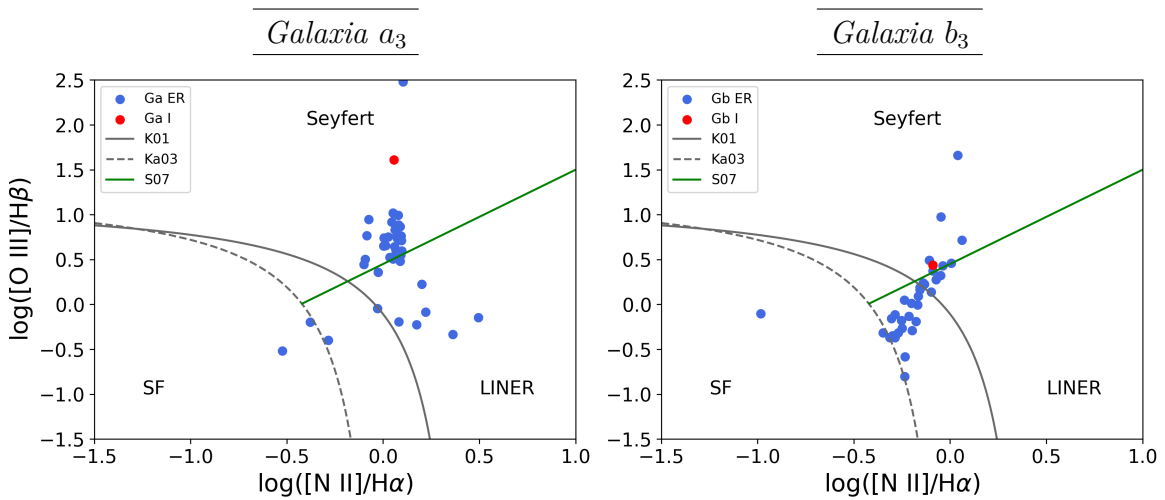 Galaxia a₃
2.5
2.0
1.5
1.0
0.5
0.0
−0.5
−1.0
−1.5
−1.5 −1.0 −0.5 0.0 0.5 1.0
log([O III]/Hβ)
log([N II]/Hα)
Ga ER
Ga I
K01
Ka03
S07
Seyfert
SF
LINER
Galaxia b₃
2.5
2.0
1.5
1.0
0.5
0.0
−0.5
−1.0
−1.5
−1.5 −1.0 −0.5 0.0 0.5 1.0
log([N II]/Hα)
Gb ER
Gb I
K01
Ka03
S07
Seyfert
SF
LINER